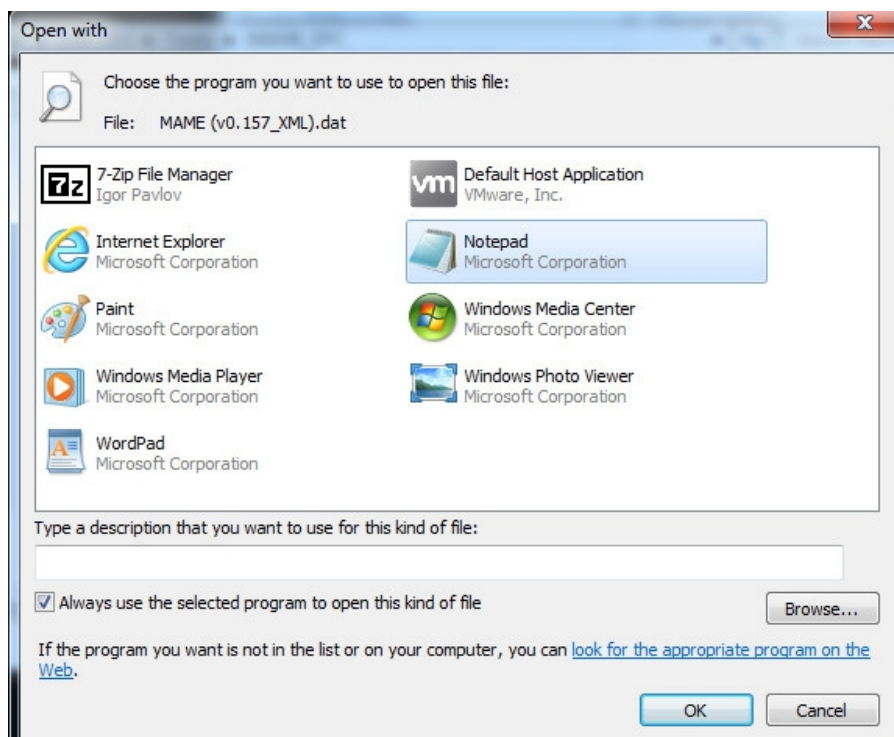 Open with
Choose the program you want to use to open this file:
File: MAME (v0.157_XML).dat
7z
7-Zip File Manager
Igor Pavlov
vm
Default Host Application
VMware, Inc.
Internet Explorer
Microsoft Corporation
Notepad
Microsoft Corporation
Paint
Microsoft Corporation
Windows Media Center
Microsoft Corporation
Windows Media Player
Microsoft Corporation
Windows Photo Viewer
Microsoft Corporation
WordPad
Microsoft Corporation
Type a description that you want to use for this kind of file:
Always use the selected program to open this kind of file
Browse...
If the program you want is not in the list or on your computer, you can look for the appropriate program on the
Web.
OK
Cancel